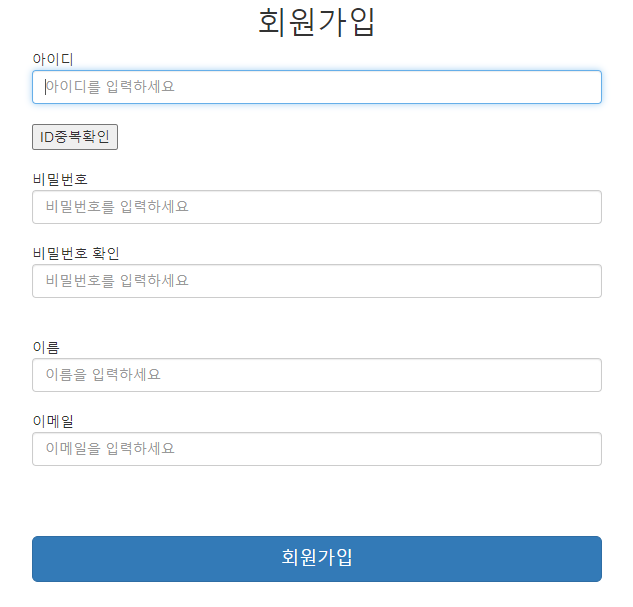 회원가입
아이디
아이디를 입력하세요
ID중복확인
비밀번호
비밀번호를 입력하세요
비밀번호 확인
비밀번호를 입력하세요
이름
이름을 입력하세요
이메일
이메일을 입력하세요
회원가입